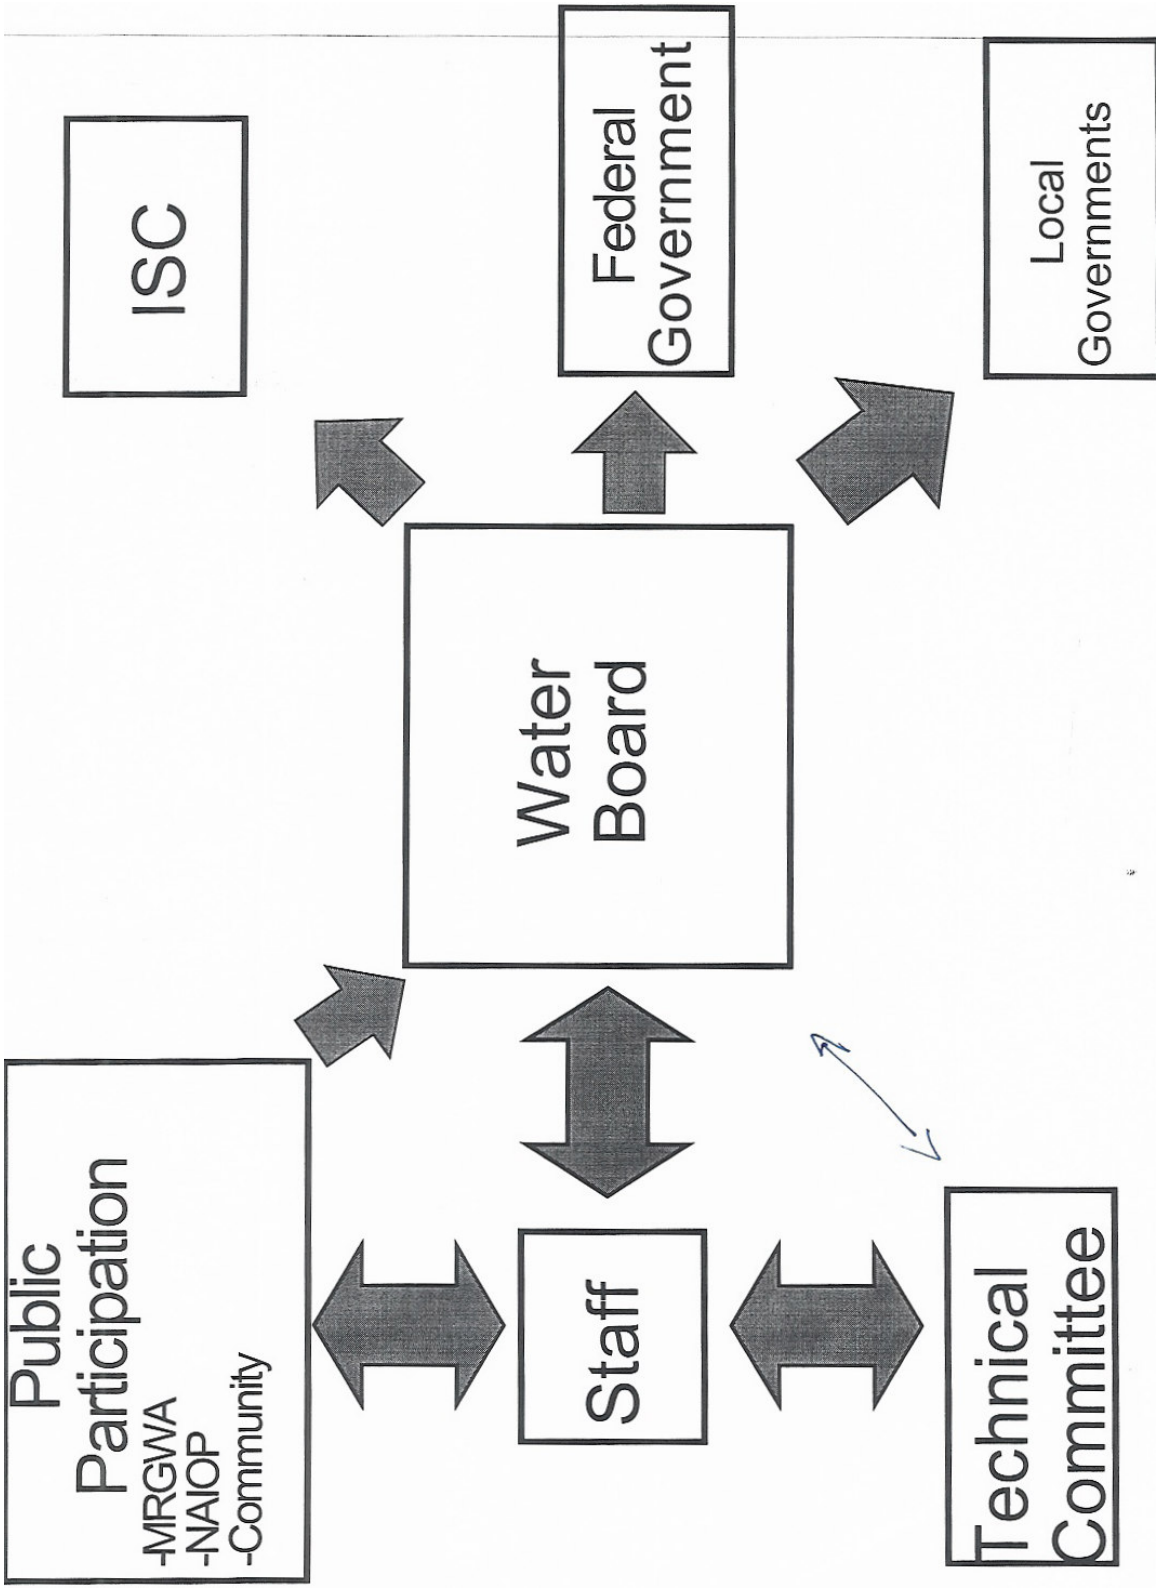 Public
Participation
-MRGWA
-NAIOP
-Community
Staff
Technical
Committee
Water
Board
ISC
Federal
Government
Local
Governments